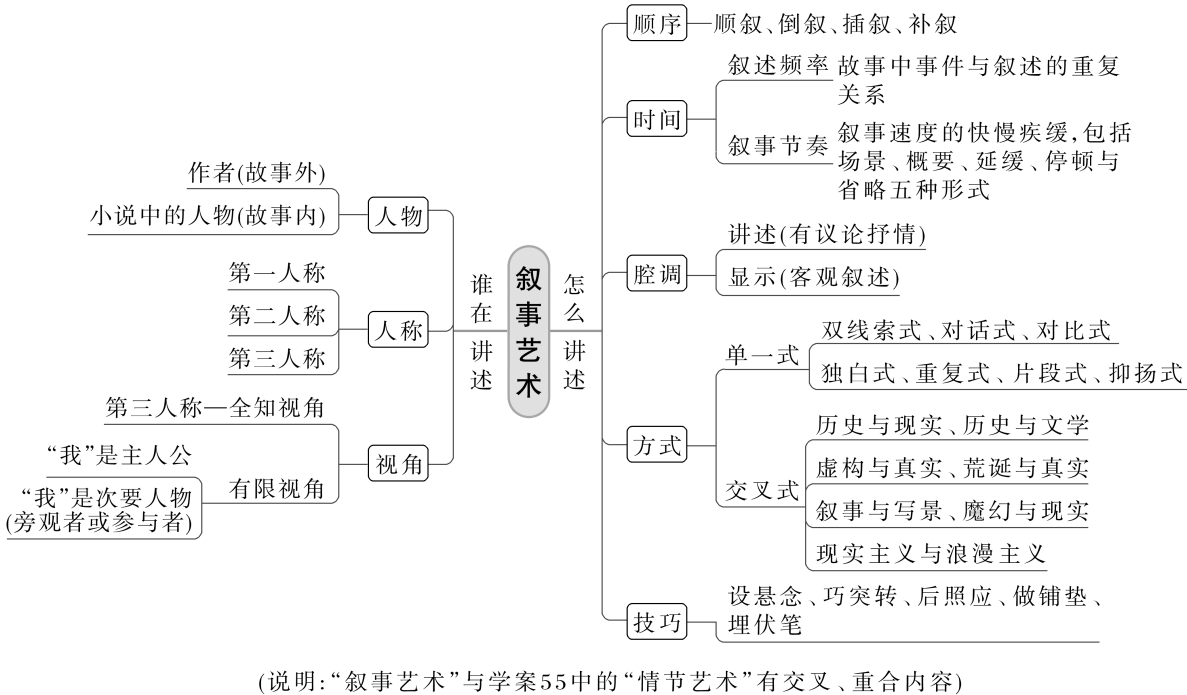 叙事艺术
谁在讲述
人物
作者(故事外)
小说中的人物(故事内)
人称
第一人称
第二人称
第三人称
视角
第三人称—全知视角
有限视角
“我”是主人公
“我”是次要人物
(旁观者或参与者)
怎么讲述
顺序
顺叙、倒叙、插叙、补叙
时间
叙述频率
故事中事件与叙述的重复
关系
叙事节奏
叙事速度的快慢疾缓,包括
场景、概要、延缓、停顿与
省略五种形式
腔调
讲述(有议论抒情)
显示(客观叙述)
方式
单一式
双线索式、对话式、对比式
独白式、重复式、片段式、抑扬式
交叉式
历史与现实、历史与文学
虚构与真实、荒诞与真实
叙事与写景、魔幻与现实
现实主义与浪漫主义
技巧
设悬念、巧突转、后照应、做铺垫、
埋伏笔
(说明:“叙事艺术”与学案55中的“情节艺术”有交叉、重合内容)